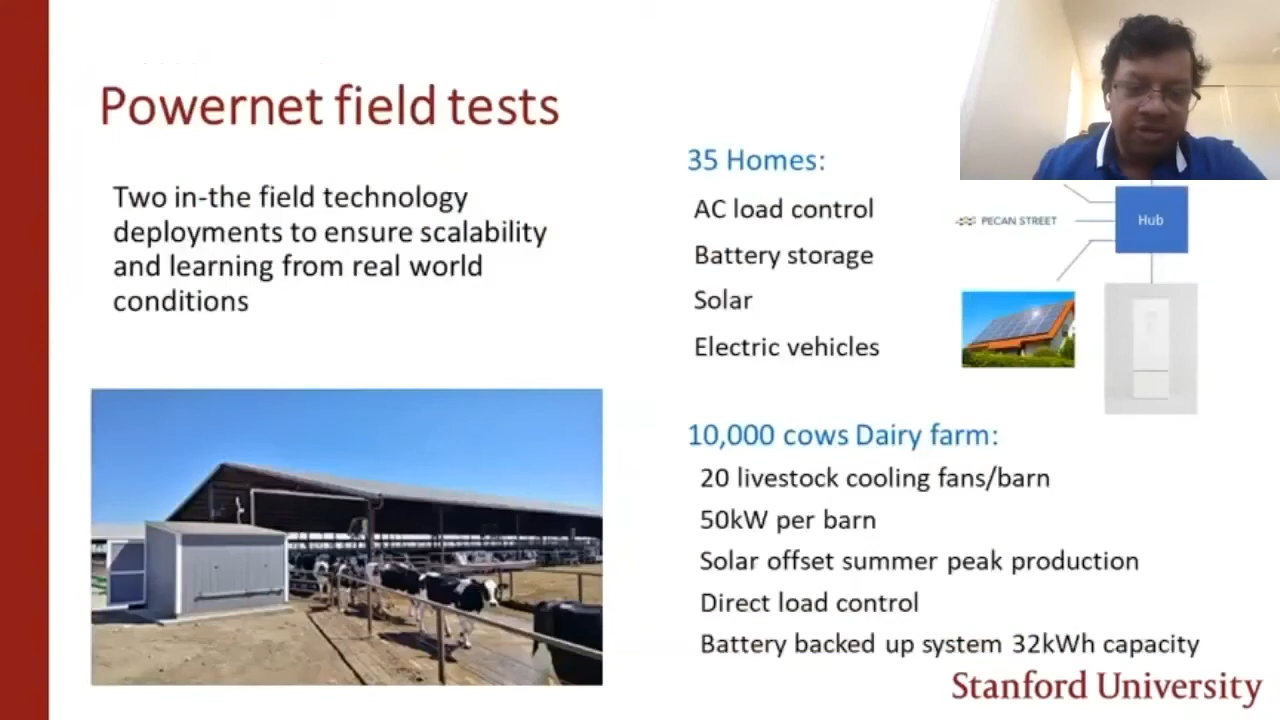 Powernet field tests
Two in-the field technology
deployments to ensure scalability
and learning from real world
conditions
35 Homes:
AC load control
Battery storage
Solar
Electric vehicles
PECAN STREET
Hub
10,000 cows Dairy farm:
20 livestock cooling fans/barn
50kW per barn
Solar offset summer peak production
Direct load control
Battery backed up system 32kWh capacity
Stanford University